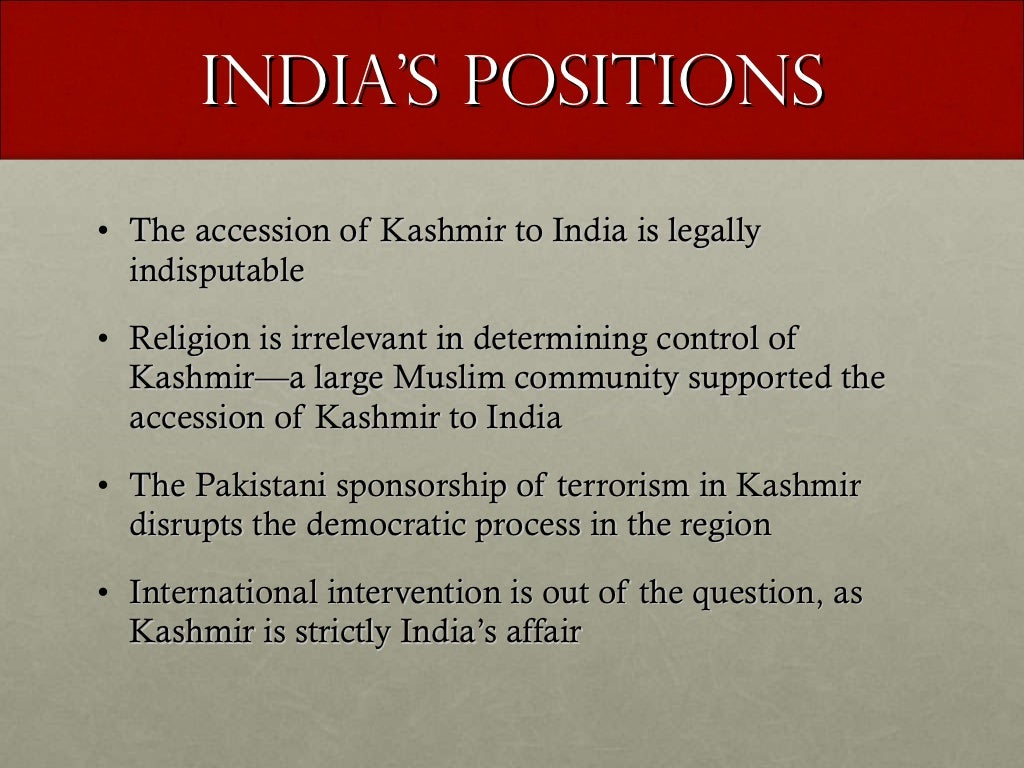 INDIA’S POSITIONS
• The accession of Kashmir to India is legally
indisputable
• Religion is irrelevant in determining control of
Kashmir—a large Muslim community supported the
accession of Kashmir to India
• The Pakistani sponsorship of terrorism in Kashmir
disrupts the democratic process in the region
• International intervention is out of the question, as
Kashmir is strictly India’s affair